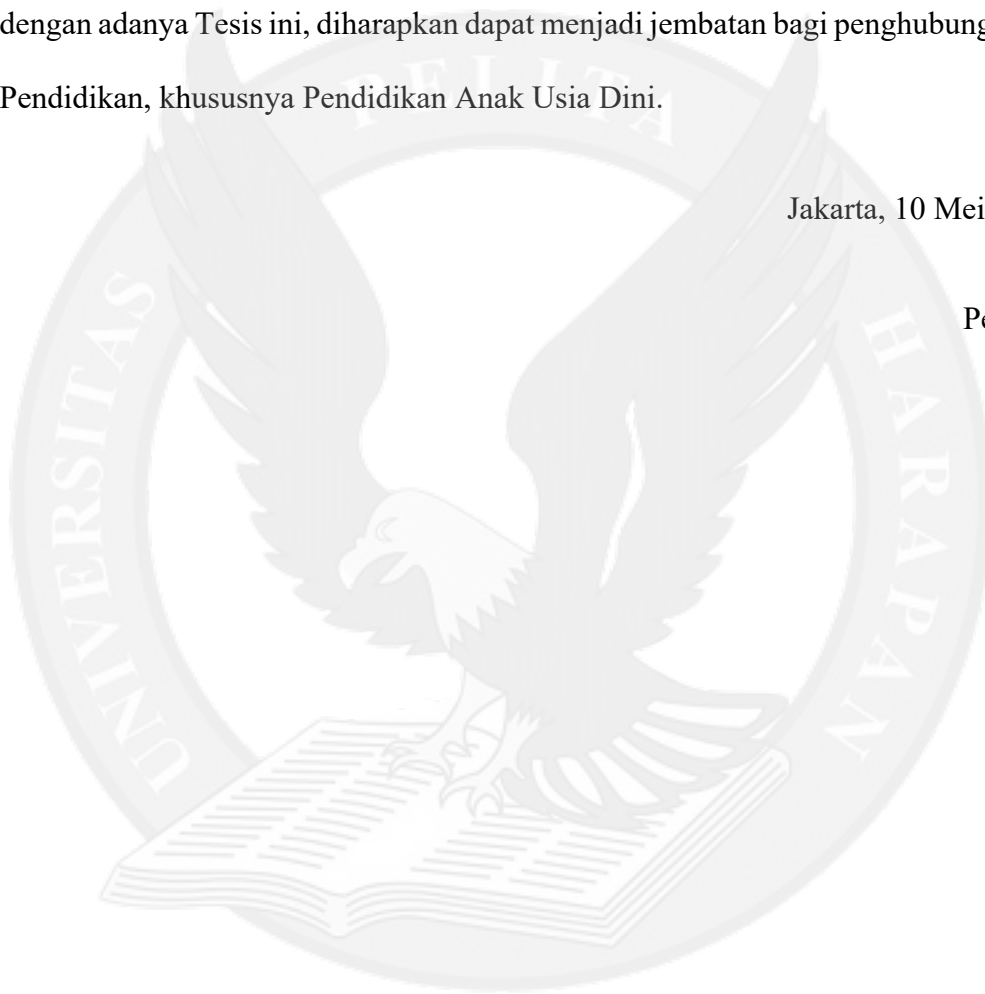 dengan adanya Tesis ini, diharapkan dapat menjadi jembatan bagi penghubung
Pendidikan, khususnya Pendidikan Anak Usia Dini.
Jakarta, 10 Mei
Pe
UNIVERSITAS PELITA HARAPAN